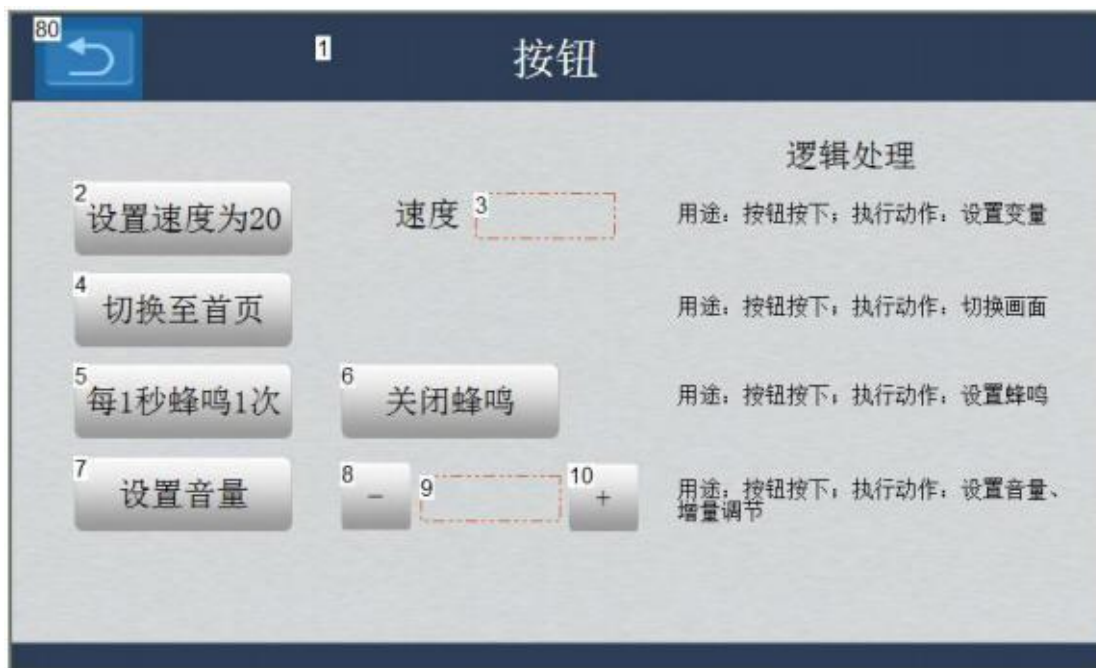 80
1
按钮
逻辑处理
2
设置速度为20
速度
3
用途：按钮按下；执行动作：设置变量
4
切换至首页
用途：按钮按下；执行动作：切换画面
5
每1秒蜂鸣1次
6
关闭蜂鸣
用途：按钮按下；执行动作：设置蜂鸣
7
设置音量
8
-
9
10
+
用途：按钮按下；执行动作：设置音量、
增量调节